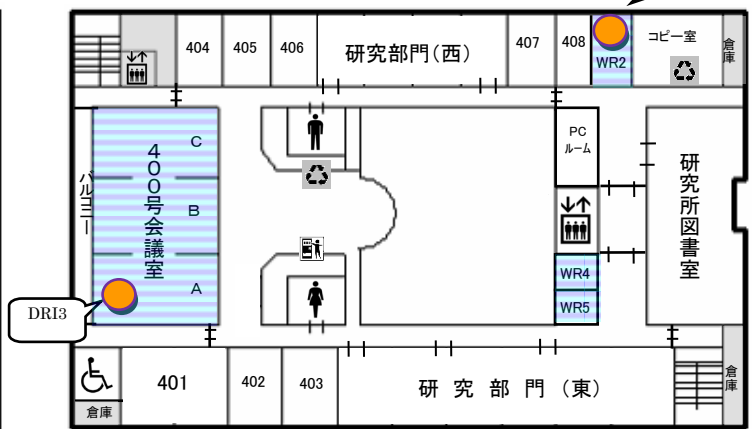 404
405
406
研究部門(西)
407
408
WR2
コピー室
倉庫
バルコニー
400号会議室
C
B
A
PC
ルーム
研究所図書室
WR4
WR5
DRI3
401
402
403
研究部門(東)
倉庫
倉庫